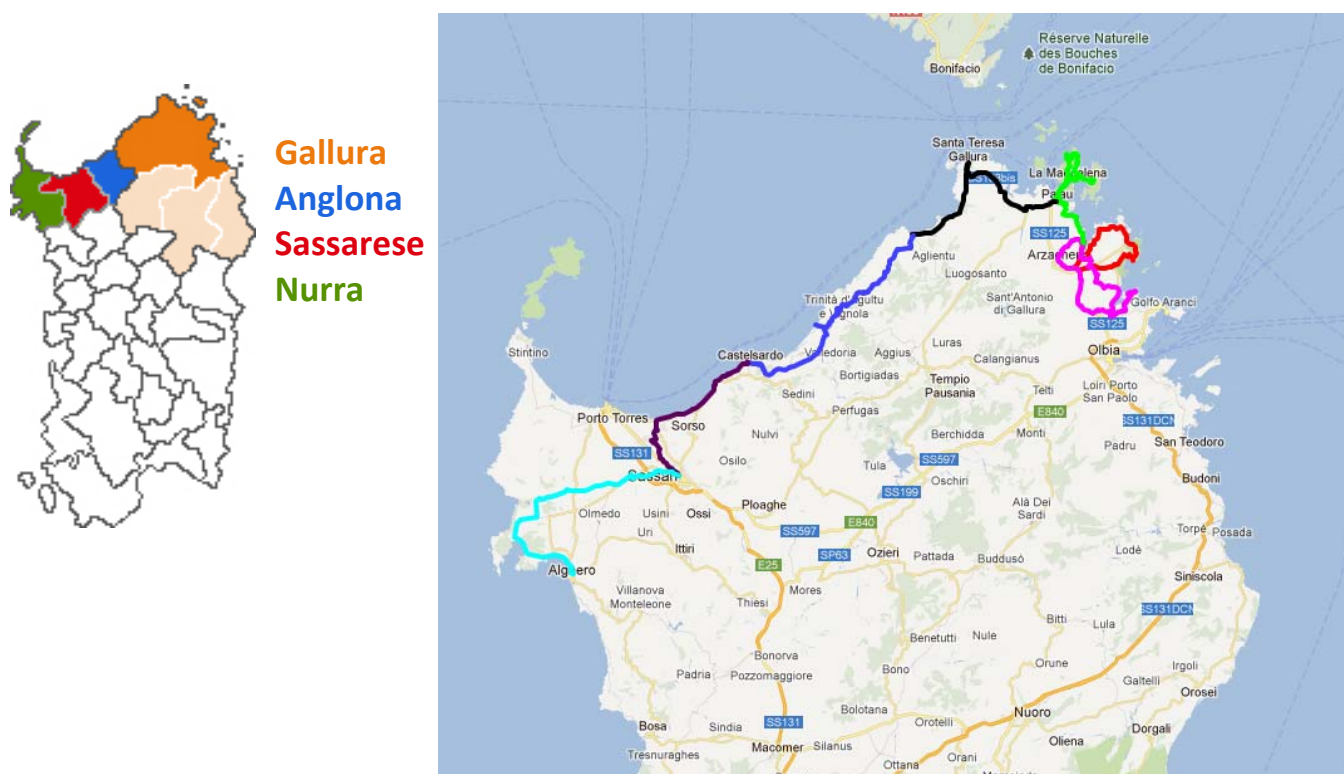 Gallura
Anglona
Sassarese
Nurra
Réserve Naturelle
des Bouches
de Bonifacio
Bonifacio
Santa Teresa
Gallura
La Maddalena
Palau
SS125
Arzachena
Aglientu
Luogosanto
Trinità d'Agultu
e Vignola
Sant'Antonio
di Gallura
Golfo Aranci
SS125
Stintino
Castelsardo
Valledoria
Aggius
Luras
Calangianus
Olbia
Bortigiadas
Tempio
Pausania
Telti
Loiri Porto
San Paolo
Sedini
Perfugas
E840
SS131DCN
Porto Torres
Sorso
Nulvi
Berchidda
Monti
Padru
San Teodoro
SS131
Osilo
Tula
SS597
Sassari
Oschiri
Budoni
SS199
Ploaghe
Alà Dei
Sardi
Olmedo
Usini
Ossi
Uri
SS597
E840
Torpè
Posada
Ittiri
SP63
Ozieri
Pattada
Buddusò
Lodè
Alghero
E25
Siniscola
Villanova
Monteleone
Thiesi
Mores
SS131DCN
Bitti
Lula
Benetutti
Nule
Bonorva
Padria
Pozzomaggiore
Bono
Orune
Irgoli
Galtellì
Orosei
Bosa
Sindia
SS131
Bolotana
Orotelli
Nuoro
Dorgali
Tresnuraghes
Macomer
Silanus
Oliena
Orani
Ottana